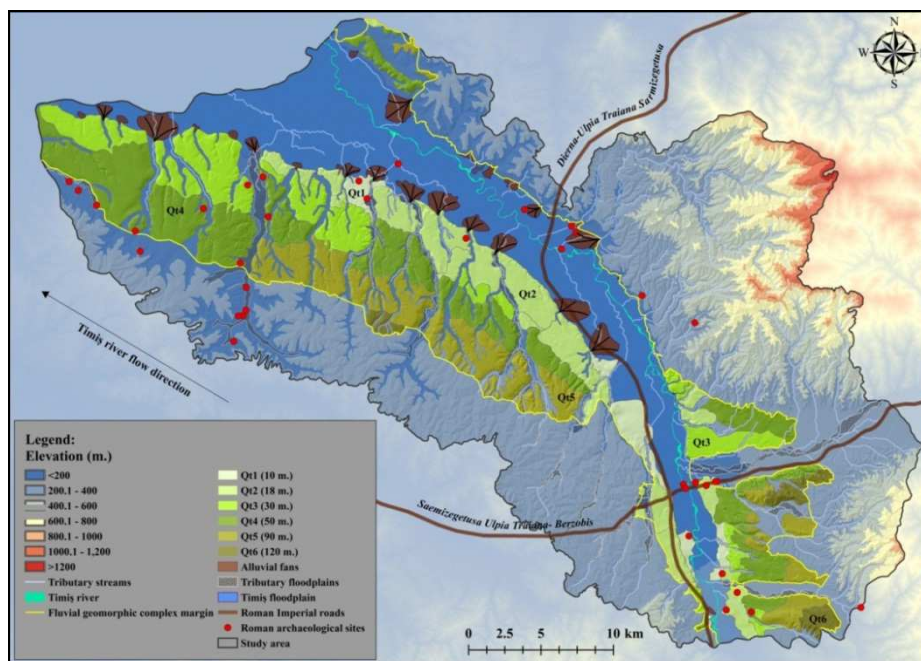 N
W
E
S
Dierna-Ulpia Traiana Sarmizegetusa
Qt1
Qt4
Qt2
Timiş river flow direction
Qt5
Qt3
Saemizegetusa Ulpia Traiana- Berzobis
Qt6
Legend:
Elevation (m.)
<200
200.1 - 400
400.1 - 600
600.1 - 800
800.1 - 1000
1000.1 - 1,200
>1200
Tributary streams
Timiş river
Fluvial geomorphic complex margin
Qt1 (10 m.)
Qt2 (18 m.)
Qt3 (30 m.)
Qt4 (50 m.)
Qt5 (90 m.)
Qt6 (120 m.)
Alluvial fans
Tributary floodplains
Timiş floodplain
Roman Imperial roads
Roman archaeological sites
Study area
0 2.5 5 10 km